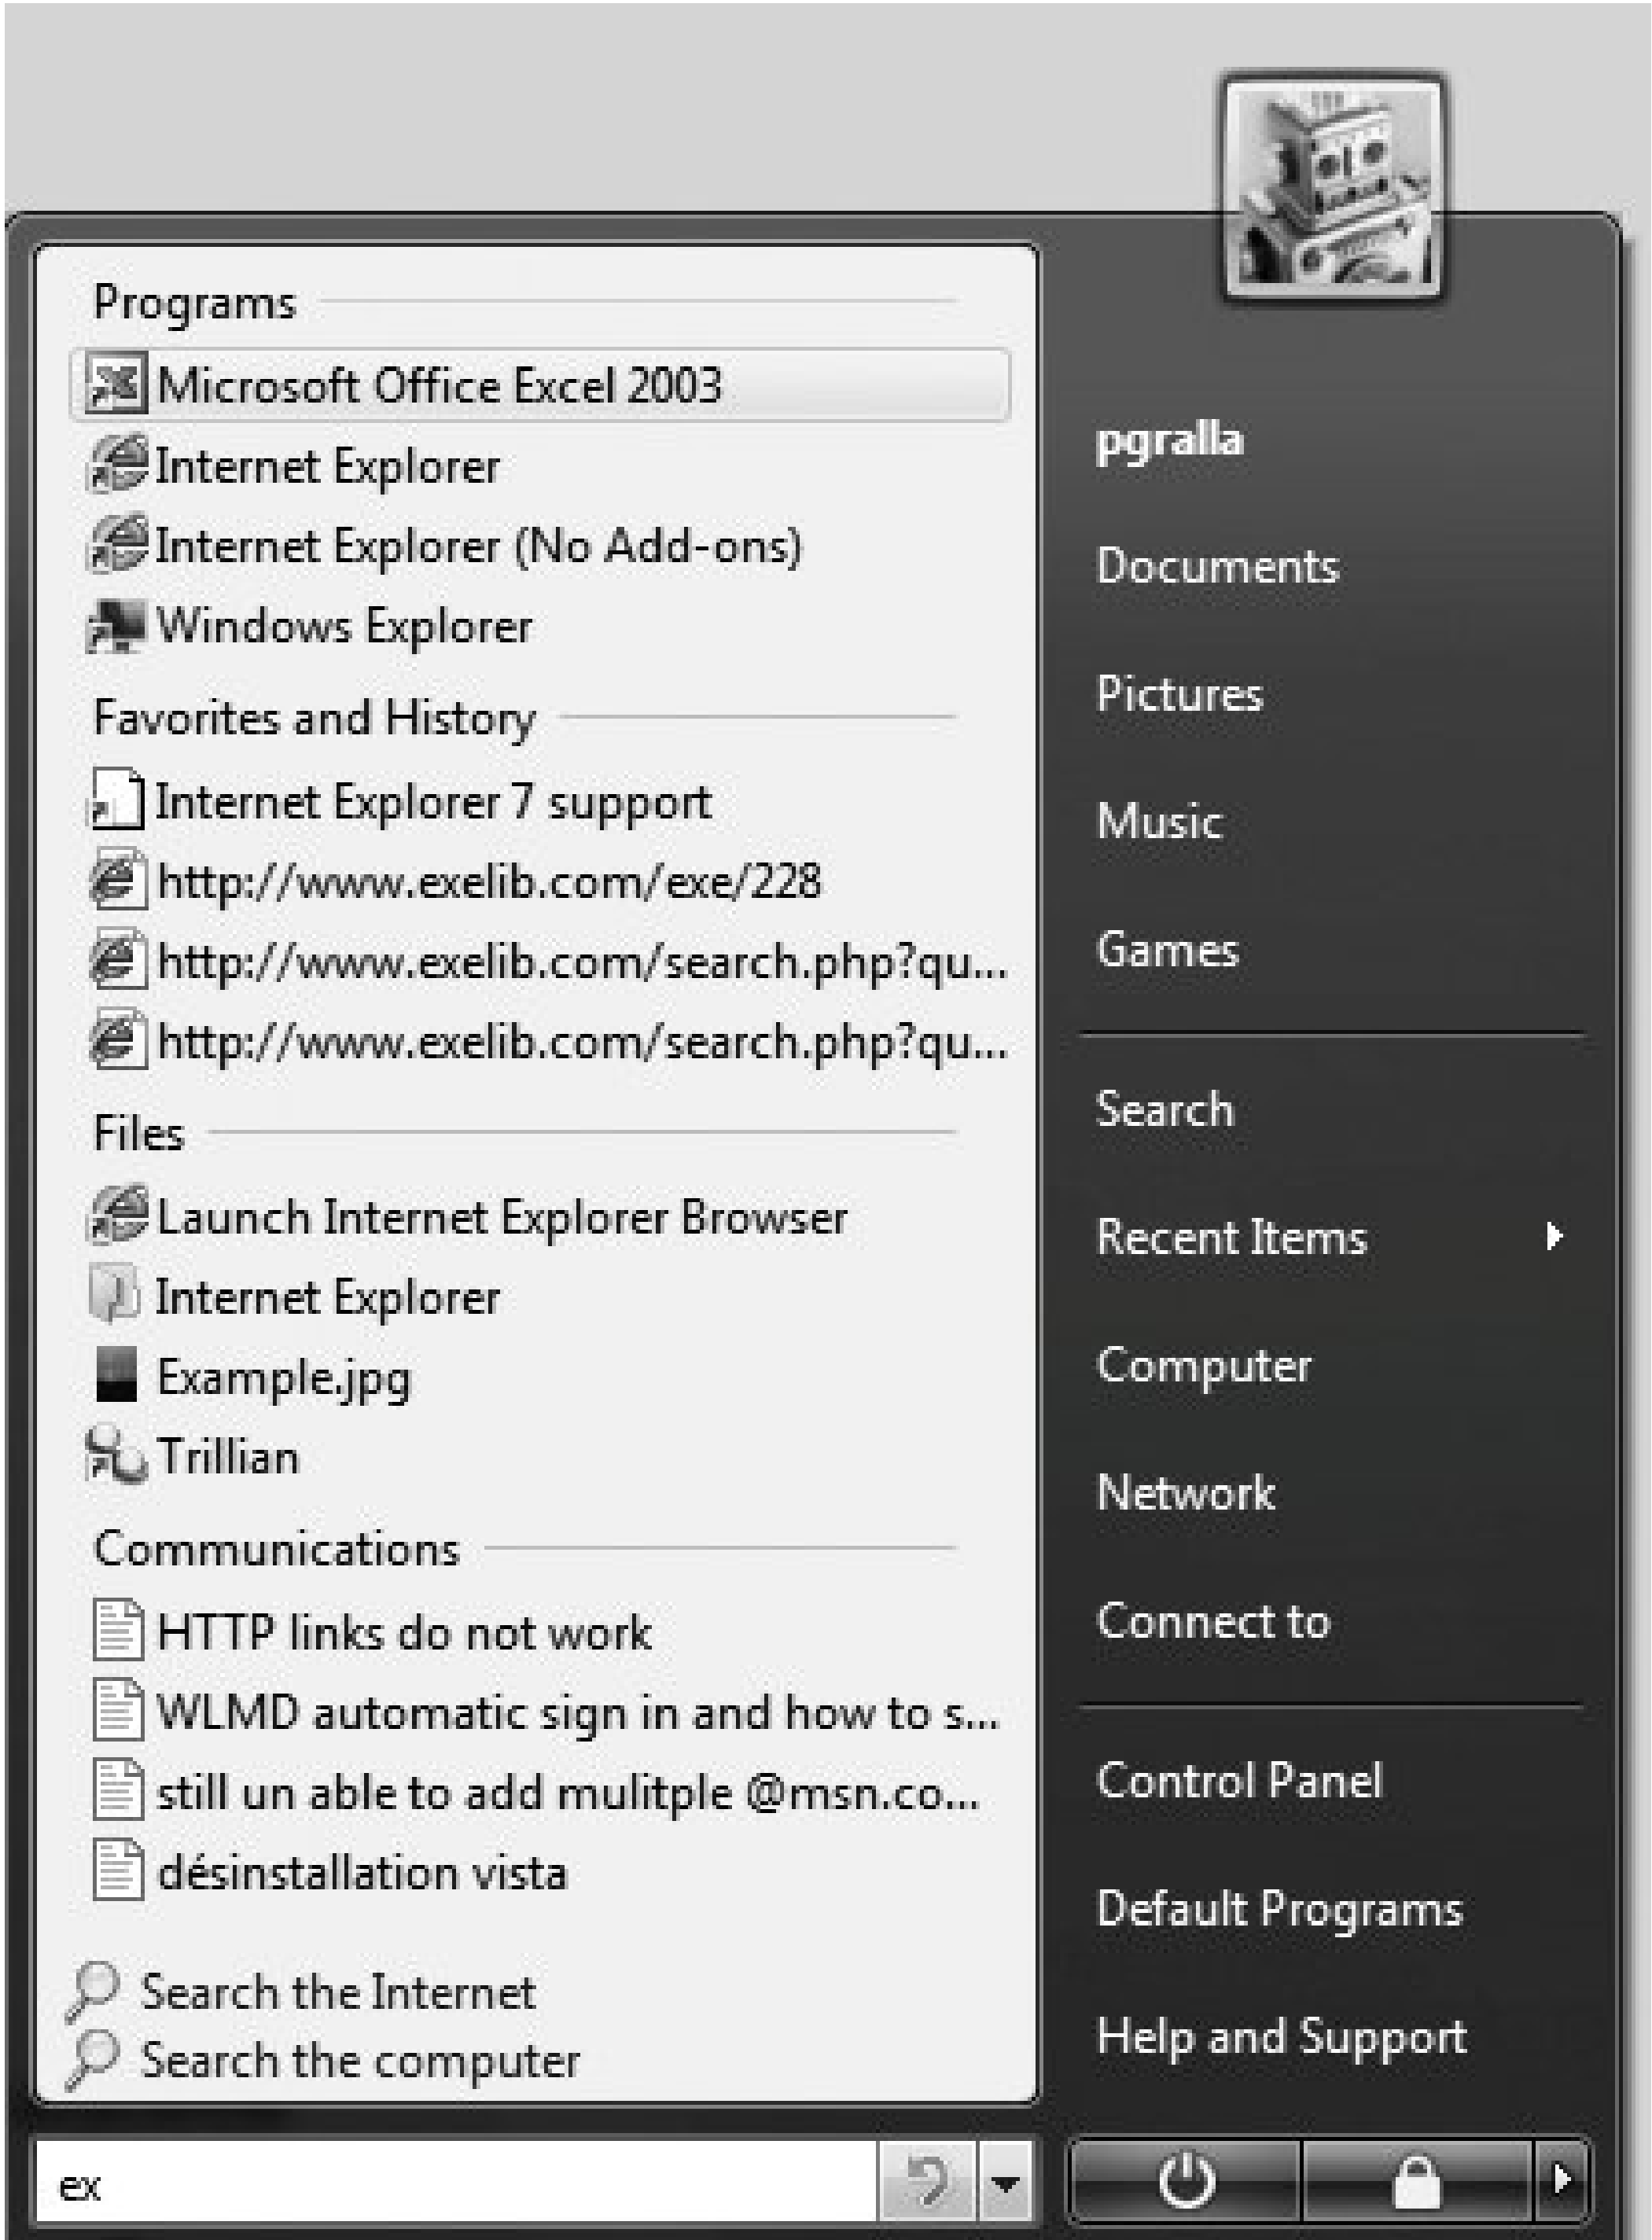 Programs
Microsoft Office Excel 2003
Internet Explorer
Internet Explorer (No Add-ons)
Windows Explorer
Favorites and History
Internet Explorer 7 support
http://www.exelib.com/exe/228
http://www.exelib.com/search.php?qu...
http://www.exelib.com/search.php?qu...
Files
Launch Internet Explorer Browser
Internet Explorer
Example.jpg
Trillian
Communications
HTTP links do not work
WLMD automatic sign in and how to s...
still un able to add mulitple @msn.co...
désinstallation vista
Search the Internet
Search the computer
ex
pgralla
Documents
Pictures
Music
Games
Search
Recent Items
Computer
Network
Connect to
Control Panel
Default Programs
Help and Support